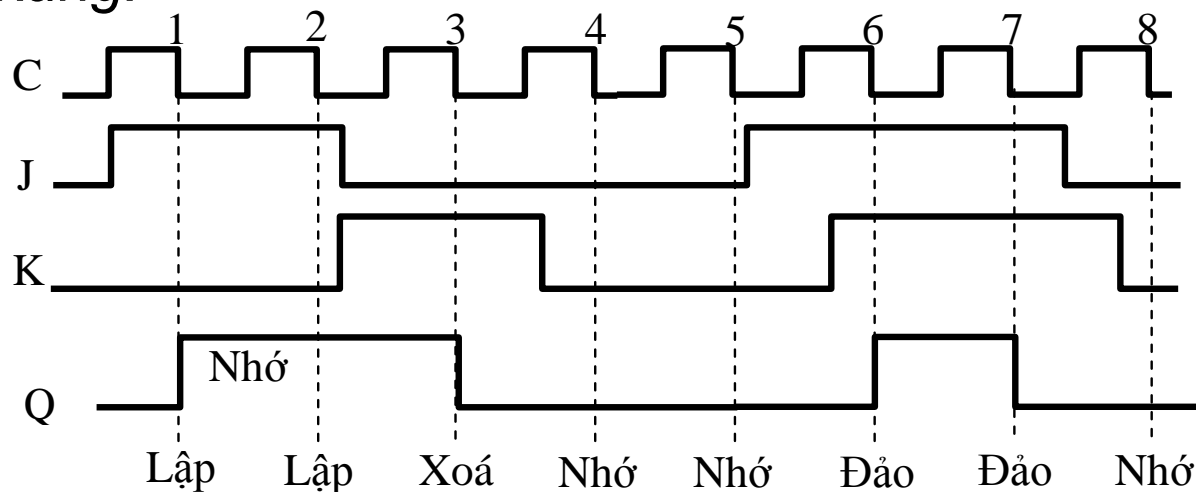 1 2 3 4 5 6 7 8
C
J
K
Nhớ
Q
Lập Lập Xoá Nhớ Nhớ Đảo Đảo Nhớ